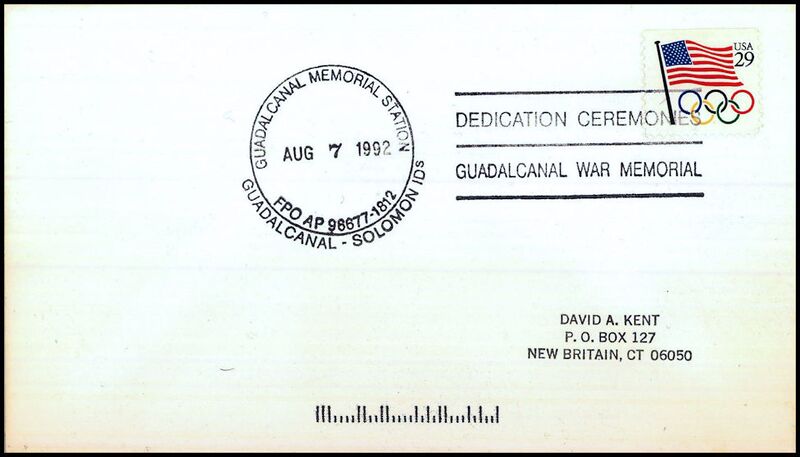 USA
29
GUADALCANAL MEMORIAL STATION
AUG 7 1992
FPO AP 96677-1812
GUADALCANAL - SOLOMON IDs
DEDICATION CEREMONIES
GUADALCANAL WAR MEMORIAL
DAVID A. KENT
P. O. BOX 127
NEW BRITAIN, CT 06050